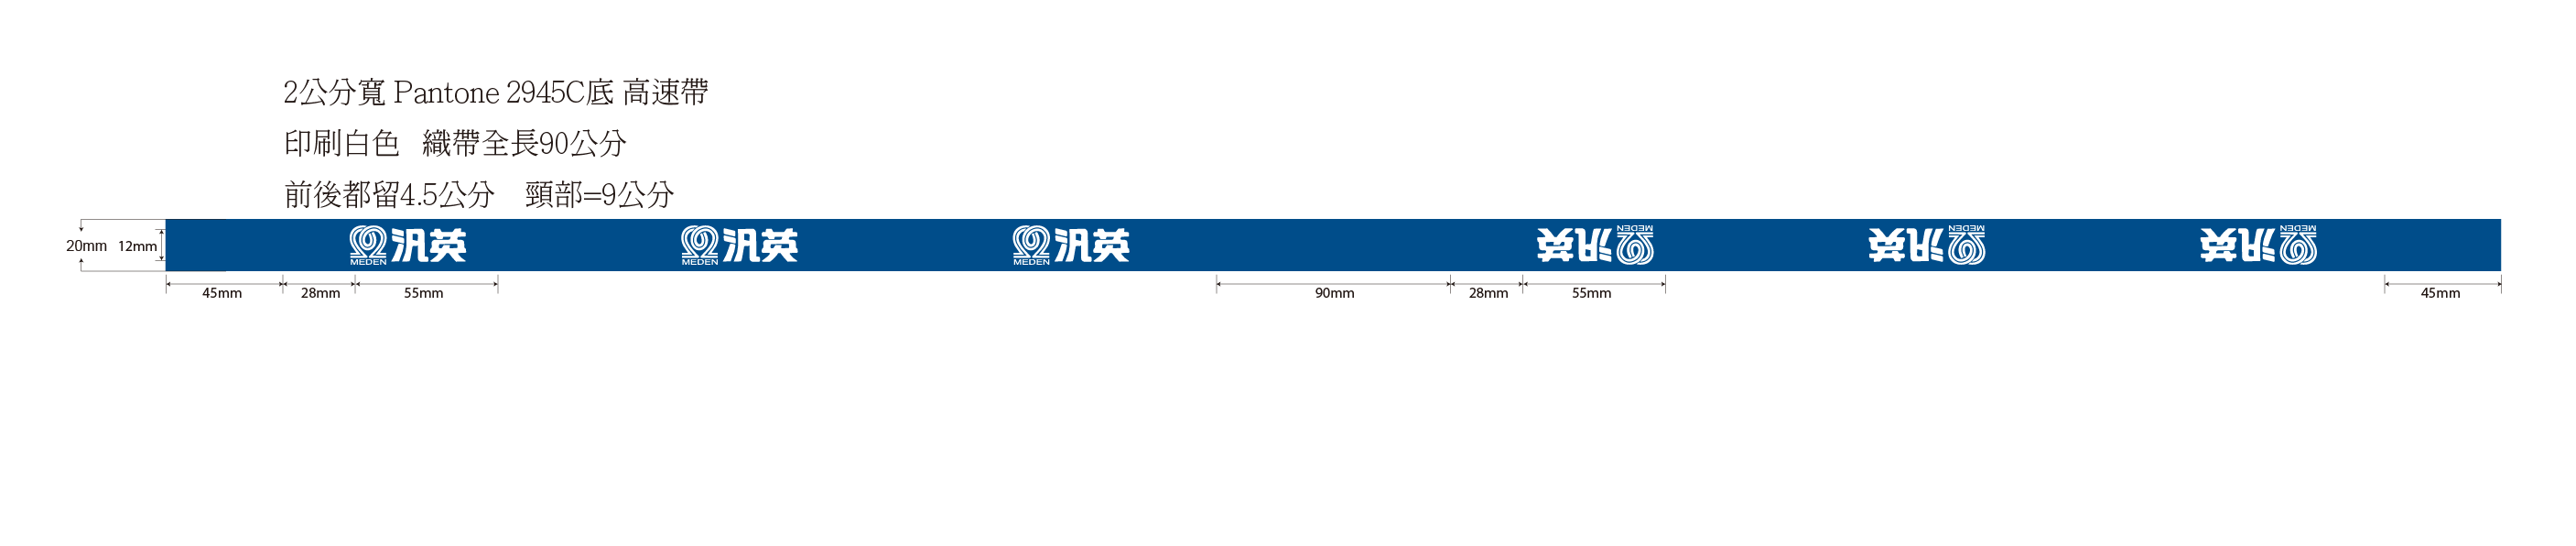 2公分寬 Pantone 2945C底 高速帶
印刷白色 織帶全長90公分
前後都留4.5公分 頸部=9公分
20mm 12mm
MEDEN 汎英 MEDEN 汎英 MEDEN 汎英 MEDEN 汎英 MEDEN 汎英 MEDEN 汎英
45mm 28mm 55mm 90mm 28mm 55mm 45mm